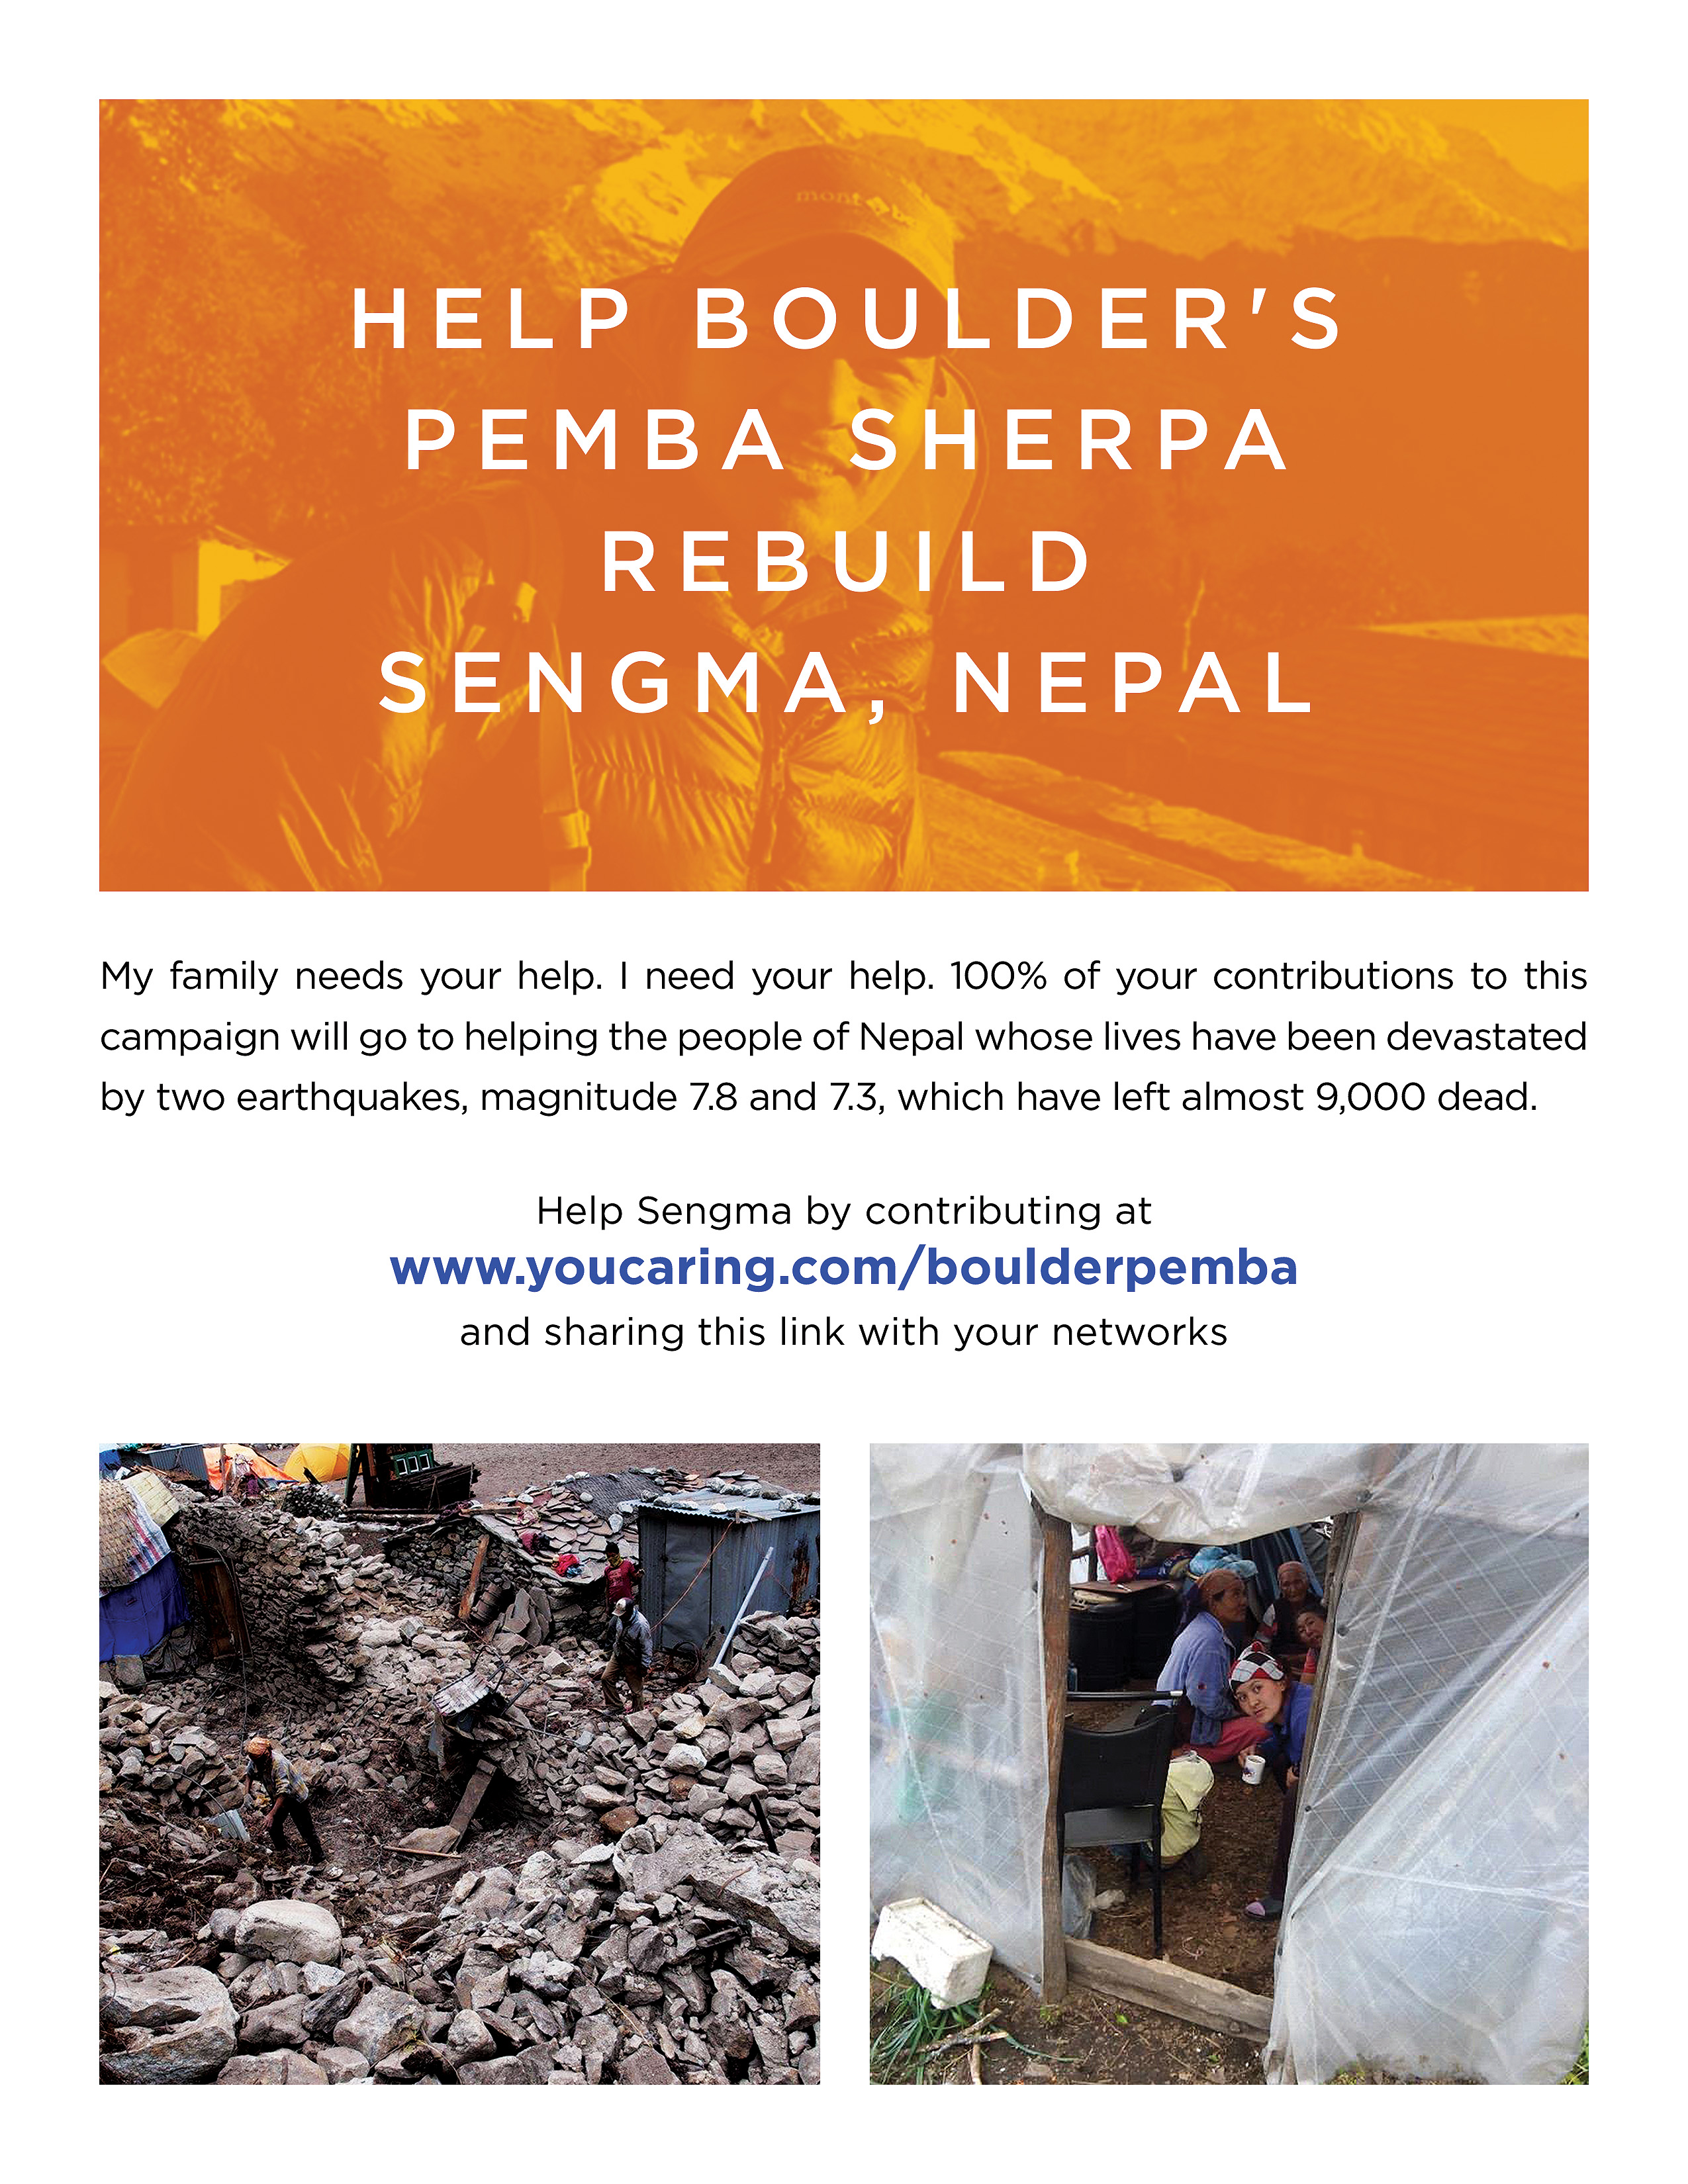 mont
HELP BOULDER'S
PEMBA SHERPA
REBUILD
SENGMA, NEPAL
My family needs your help. I need your help. 100% of your contributions to this
campaign will go to helping the people of Nepal whose lives have been devastated
by two earthquakes, magnitude 7.8 and 7.3, which have left almost 9,000 dead.
Help Sengma by contributing at
www.youcaring.com/boulderpemba
and sharing this link with your networks